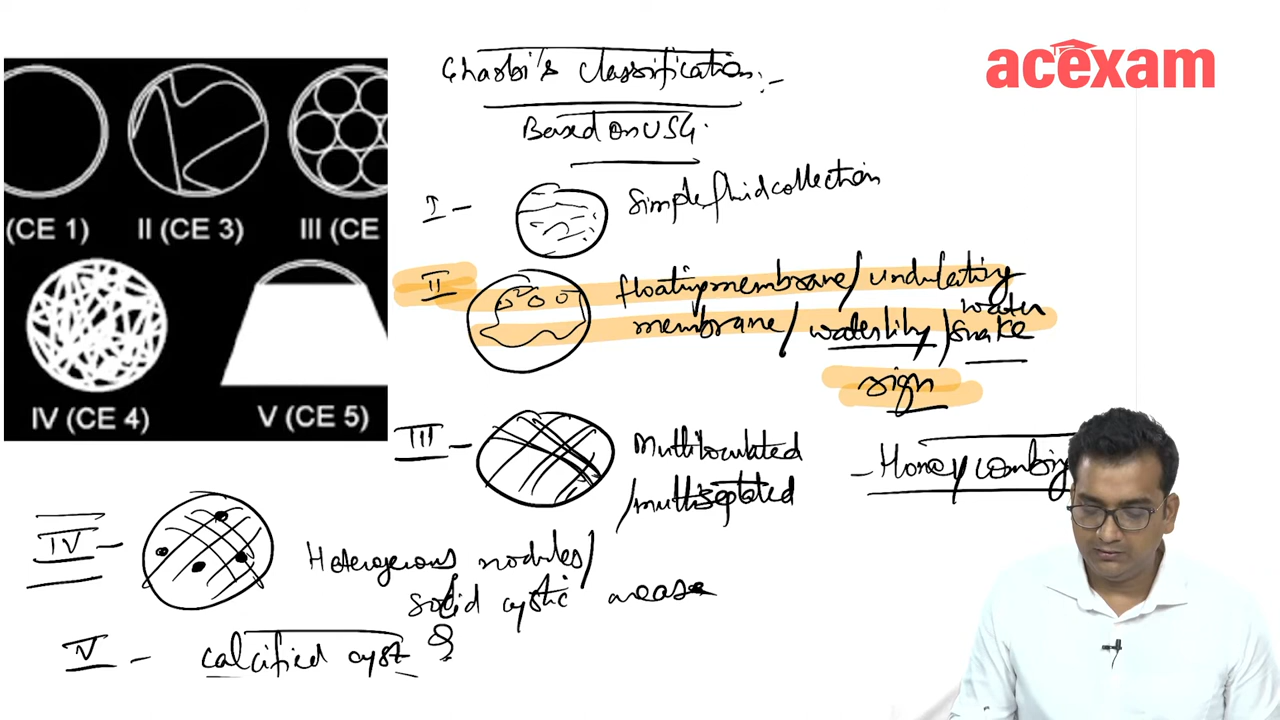 acexam
Gharbi's classification:-
Based on USG.
(CE 1)
II (CE 3)
III (CE
IV (CE 4)
V (CE 5)
I - simple fluid collection
II floating membrane/ undulating
membrane/ waterlily/ water snake
sign
III - Multiloculated
/multiseptated
- Honey combing
IV - Heterogenous nodules/
solid cystic areas
V - calcified cyst